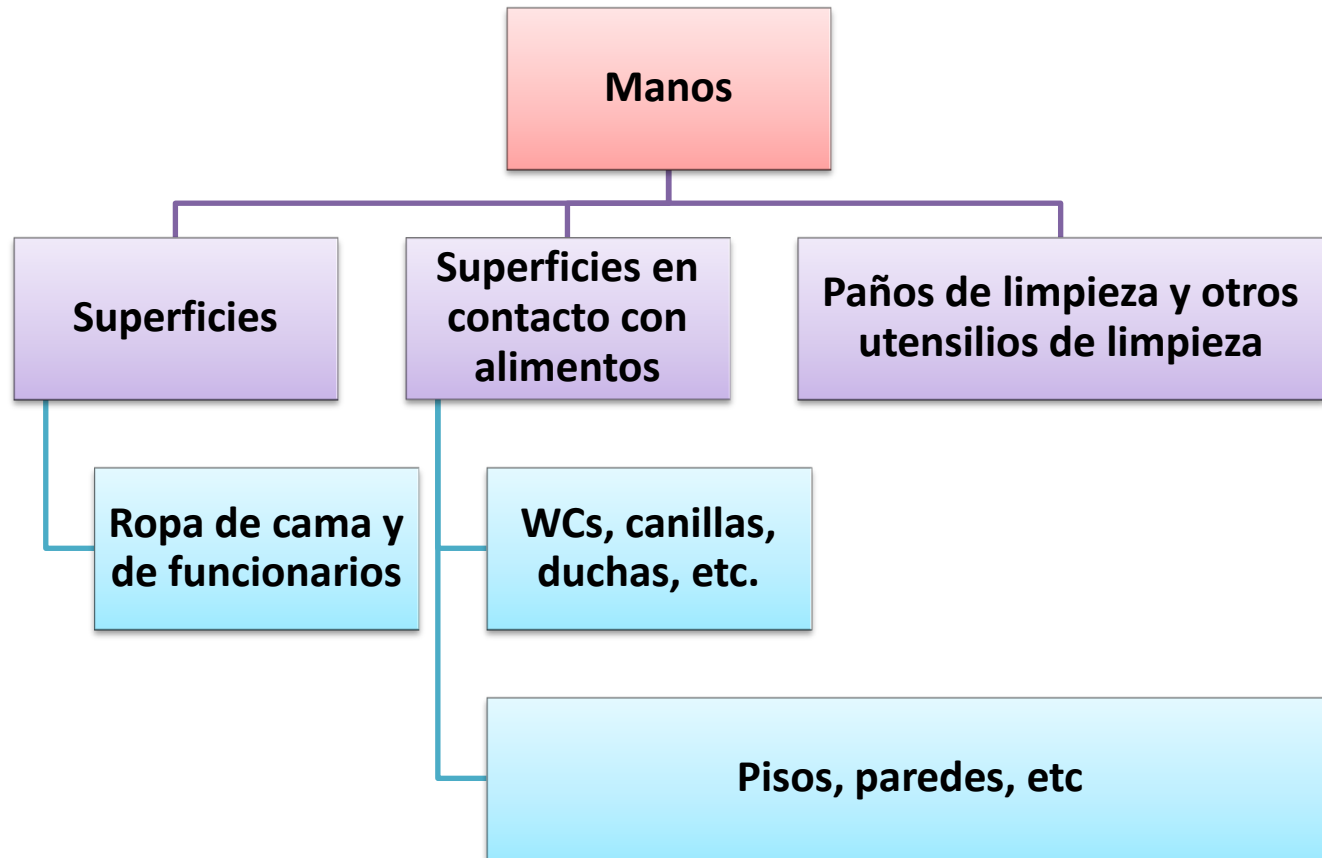 Manos
Superficies
Superficies en
contacto con
alimentos
Paños de limpieza y otros
utensilios de limpieza
Ropa de cama y
de funcionarios
WCs, canillas,
duchas, etc.
Pisos, paredes, etc